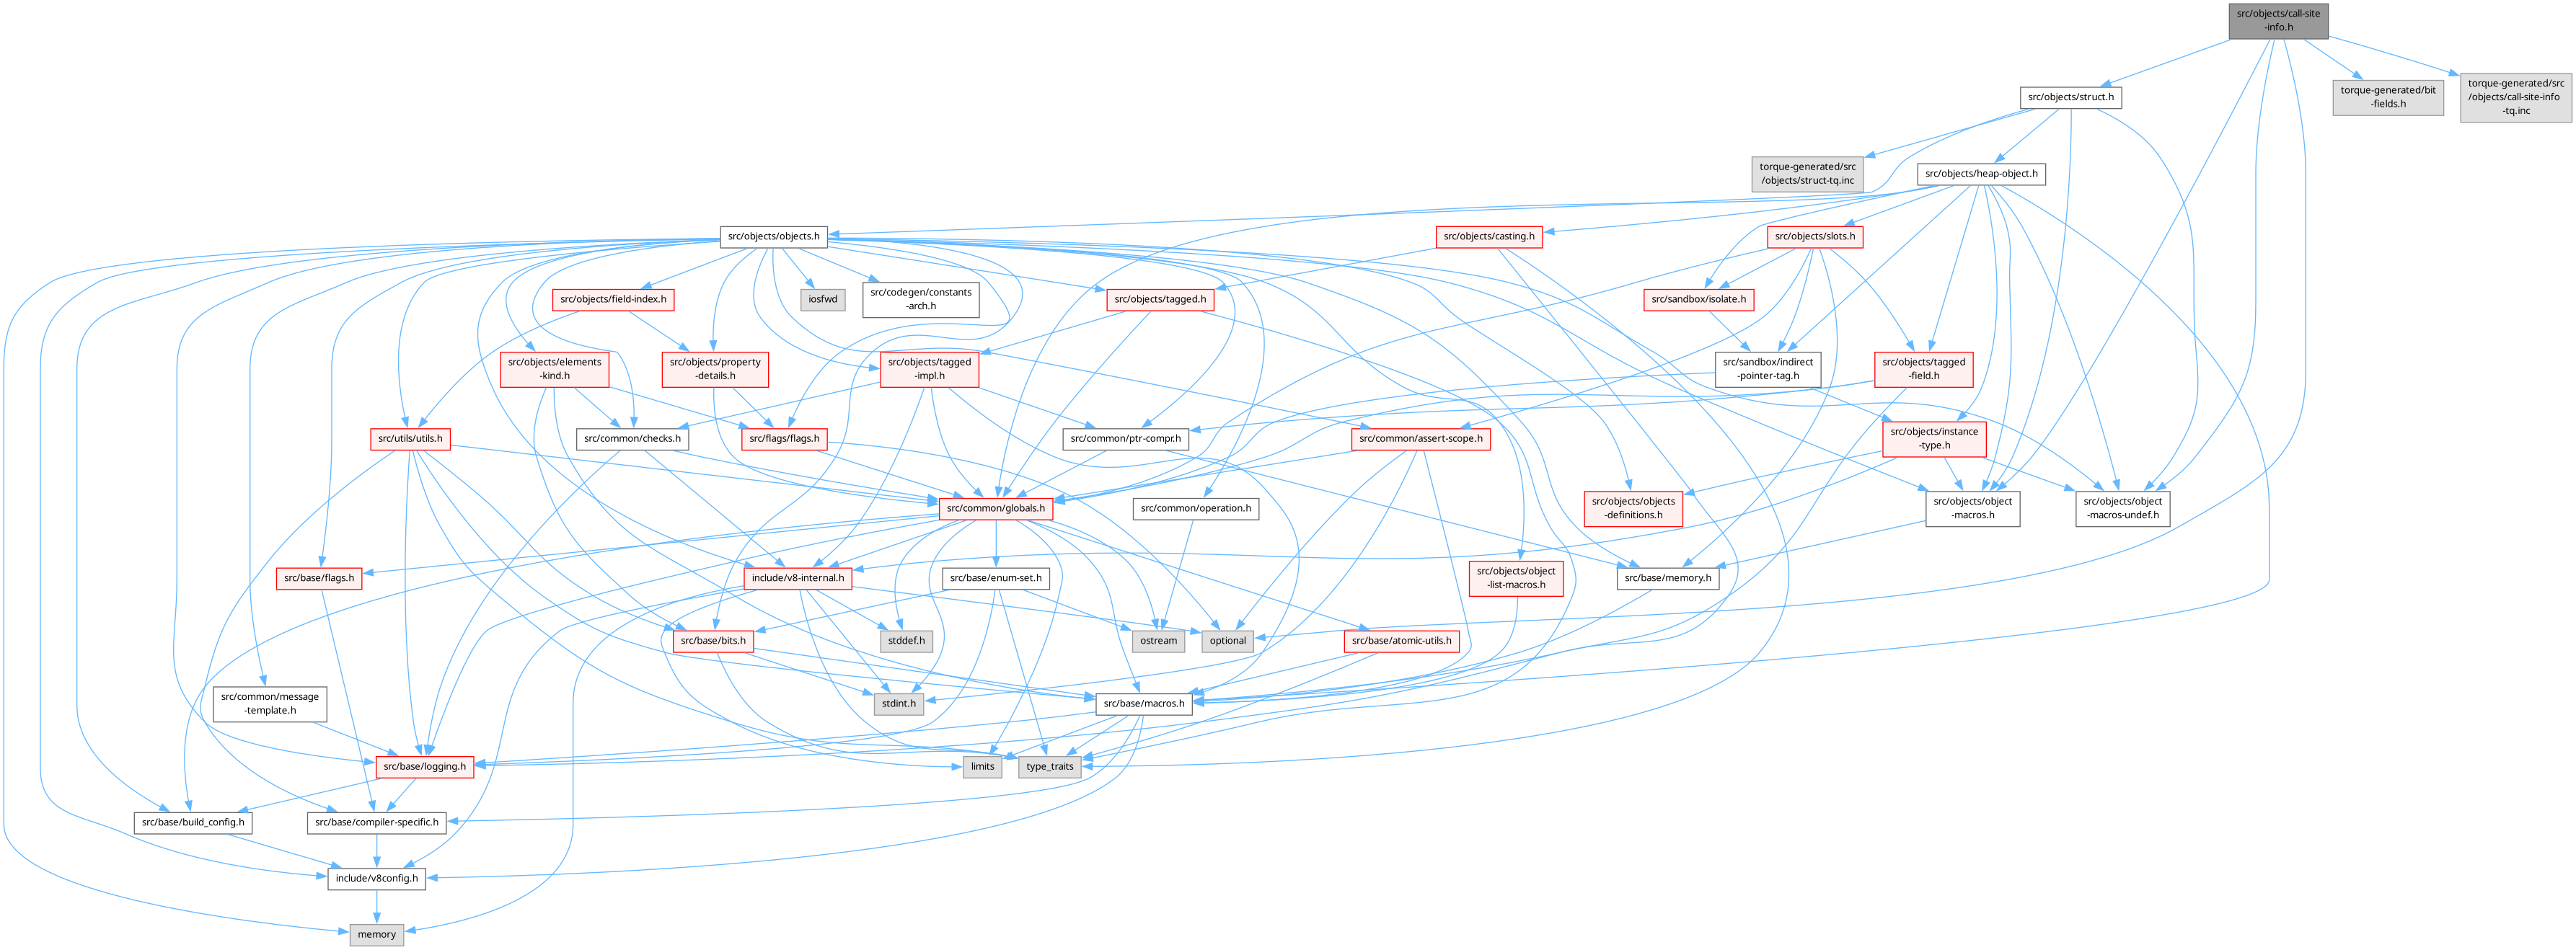 src/objects/call-site
-info.h
src/objects/struct.h
torque-generated/bit
-fields.h
torque-generated/src
/objects/call-site-info
-tq.inc
torque-generated/src
/objects/struct-tq.inc
src/objects/heap-object.h
src/objects/objects.h
src/objects/casting.h
src/objects/slots.h
src/objects/field-index.h
iosfwd
src/codegen/constants
-arch.h
src/objects/tagged.h
src/sandbox/isolate.h
src/objects/elements
-kind.h
src/objects/property
-details.h
src/objects/tagged
-impl.h
src/sandbox/indirect
-pointer-tag.h
src/objects/tagged
-field.h
src/utils/utils.h
src/common/checks.h
src/flags/flags.h
src/common/ptr-compr.h
src/common/assert-scope.h
src/objects/instance
-type.h
src/common/globals.h
src/common/operation.h
src/objects/objects
-definitions.h
src/objects/object
-macros.h
src/objects/object
-macros-undef.h
src/base/flags.h
include/v8-internal.h
src/base/enum-set.h
src/objects/object
-list-macros.h
src/base/memory.h
src/base/bits.h
stddef.h
ostream
optional
src/base/atomic-utils.h
src/common/message
-template.h
stdint.h
src/base/macros.h
src/base/logging.h
limits
type_traits
src/base/build_config.h
src/base/compiler-specific.h
include/v8config.h
memory